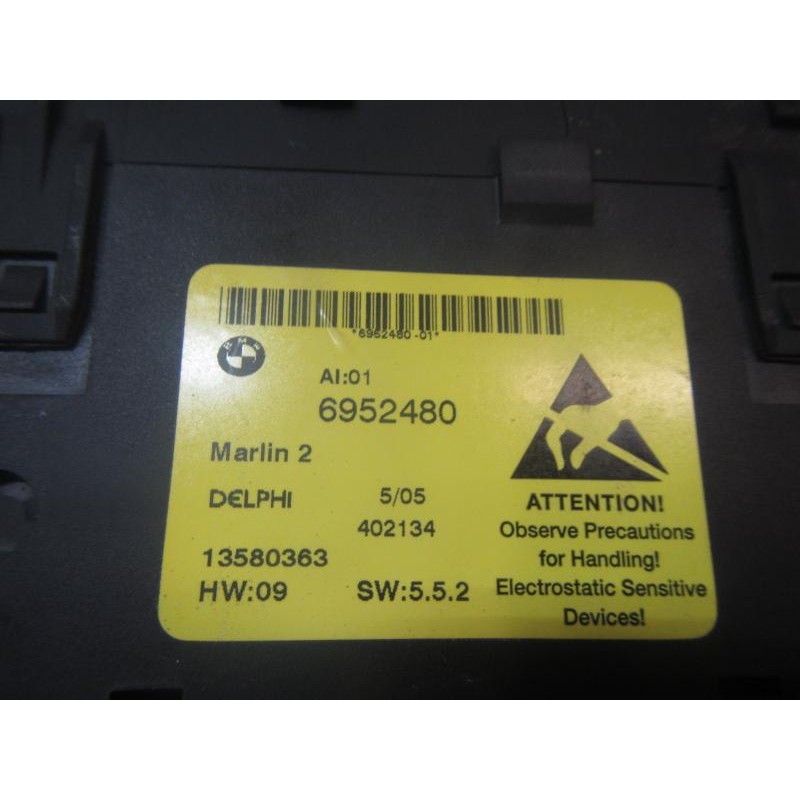 *6952480-01*
BMW
AI:01
6952480
Marlin 2
DELPHI 5/05
402134
13580363
HW:09 SW:5.5.2
ATTENTION!
Observe Precautions
for Handling!
Electrostatic Sensitive
Devices!